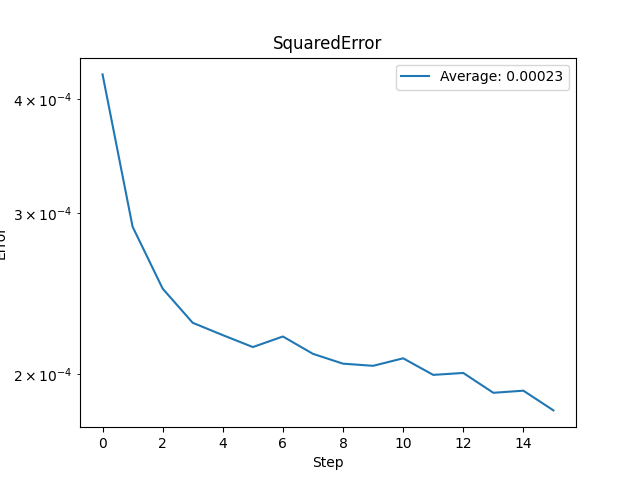 SquaredError
Average: 0.00023
4 × 10⁻⁴
3 × 10⁻⁴
2 × 10⁻⁴
Error
0 2 4 6 8 10 12 14
Step